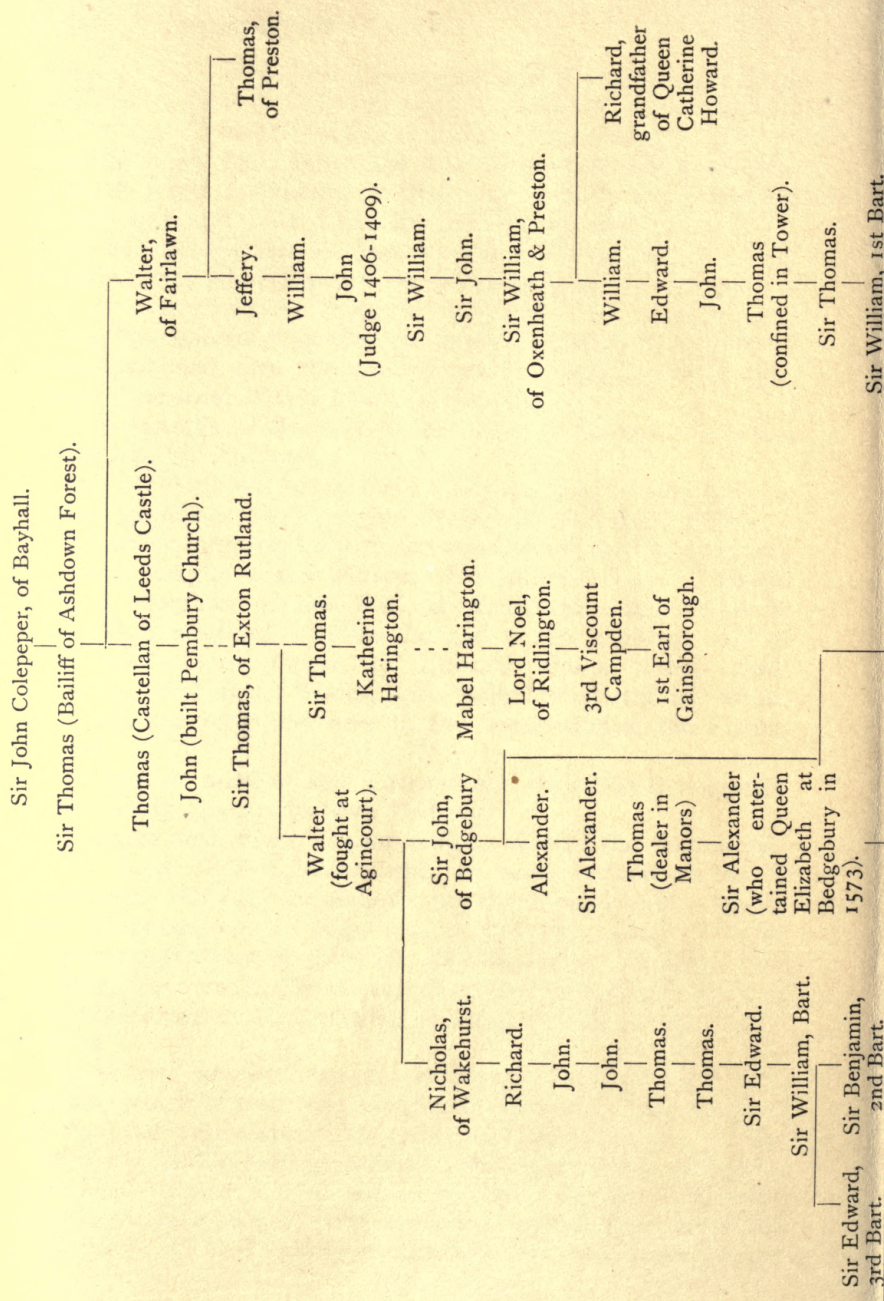 Sir John Colepeper, of Bayhall.
Sir Thomas (Bailiff of Ashdown Forest).
Thomas (Castellan of Leeds Castle).
John (built Pembury Church).
Sir Thomas, of Exton Rutland.
Walter
(fought at
Agincourt).
Sir Thomas.
Katherine
Harington.
Mabel Harington.
Lord Noel,
of Ridlington.
3rd Viscount
Campden.
1st Earl of
Gainsborough.
Nicholas,
of Wakehurst.
Richard.
John.
John.
Thomas.
Thomas.
Sir Edward.
Sir William, Bart.
Sir Edward,
3rd Bart.
Sir Benjamin,
2nd Bart.
Sir John,
of Bedgebury
Alexander.
Sir Alexander.
Thomas
(dealer in
Manors)
Sir Alexander
(who enter-
tained Queen
Elizabeth at
Bedgebury in
1573).
Walter,
of Fairlawn.
Jeffery.
Thomas,
of Preston.
William.
John
(Judge 1406-1409).
Sir William.
Sir John.
Sir William,
of Oxenheath & Preston.
William.
Richard,
grandfather
of Queen
Catherine
Howard.
Edward.
John.
Thomas
(confined in Tower).
Sir Thomas.
Sir William, 1st Bart.